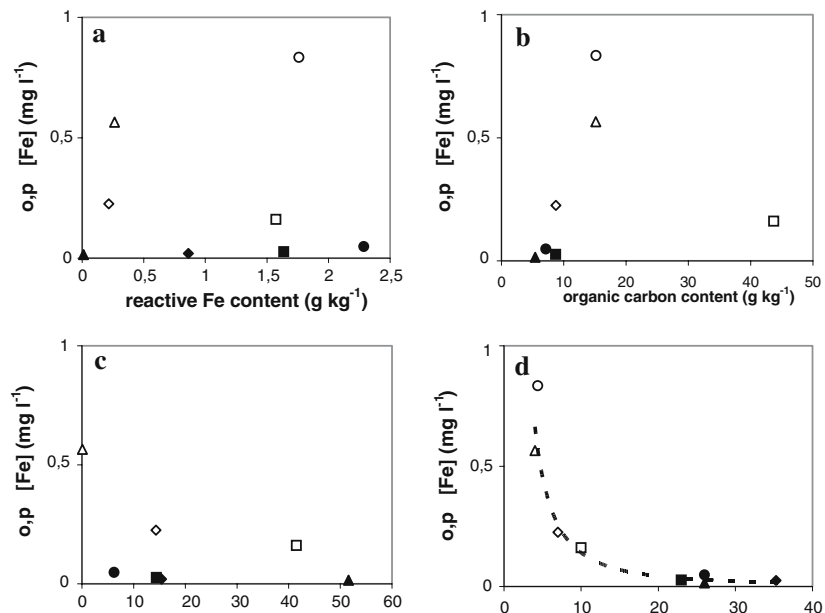 a
1
0,5
0
o,p [Fe] (mg l-1)
0 0,5 1 1,5 2 2,5
reactive Fe content (g kg-1)
b
1
0,5
0
o,p [Fe] (mg l-1)
0 10 20 30 40 50
organic carbon content (g kg-1)
c
1
0,5
0
o,p [Fe] (mg l-1)
0 10 20 30 40 50 60
d
1
0,5
0
o,p [Fe] (mg l-1)
0 10 20 30 40